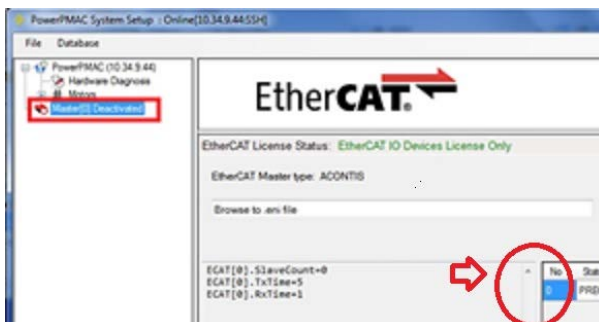 PowerPMAC System Setup : Online[10.34.9.44:SSH]
File Database
PowerPMAC (10.34.9.44)
Hardware Diagnosis
Motors
Master[0] Deactivated
EtherCAT.
EtherCAT License Status: EtherCAT IO Devices License Only
EtherCAT Master type: ACONTIS
Browse to .eni file
ECAT[0].SlaveCount=0
ECAT[0].TxTime=5
ECAT[0].RxTime=1
No
0